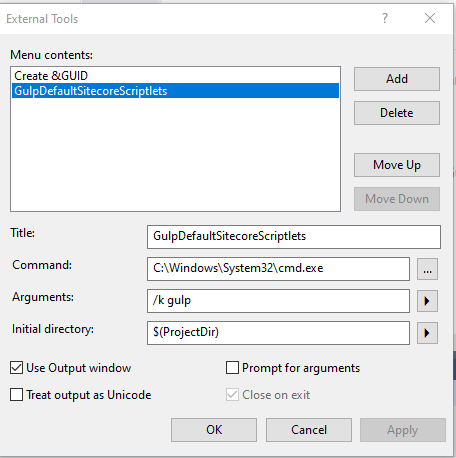 External Tools
Menu contents:
Create &GUID
GulpDefaultSitecoreScriptlets
Add
Delete
Move Up
Move Down
Title: GulpDefaultSitecoreScriptlets
Command: C:\Windows\System32\cmd.exe ...
Arguments: /k gulp
Initial directory: $(ProjectDir)
Use Output window Prompt for arguments
Treat output as Unicode Close on exit
OK Cancel Apply